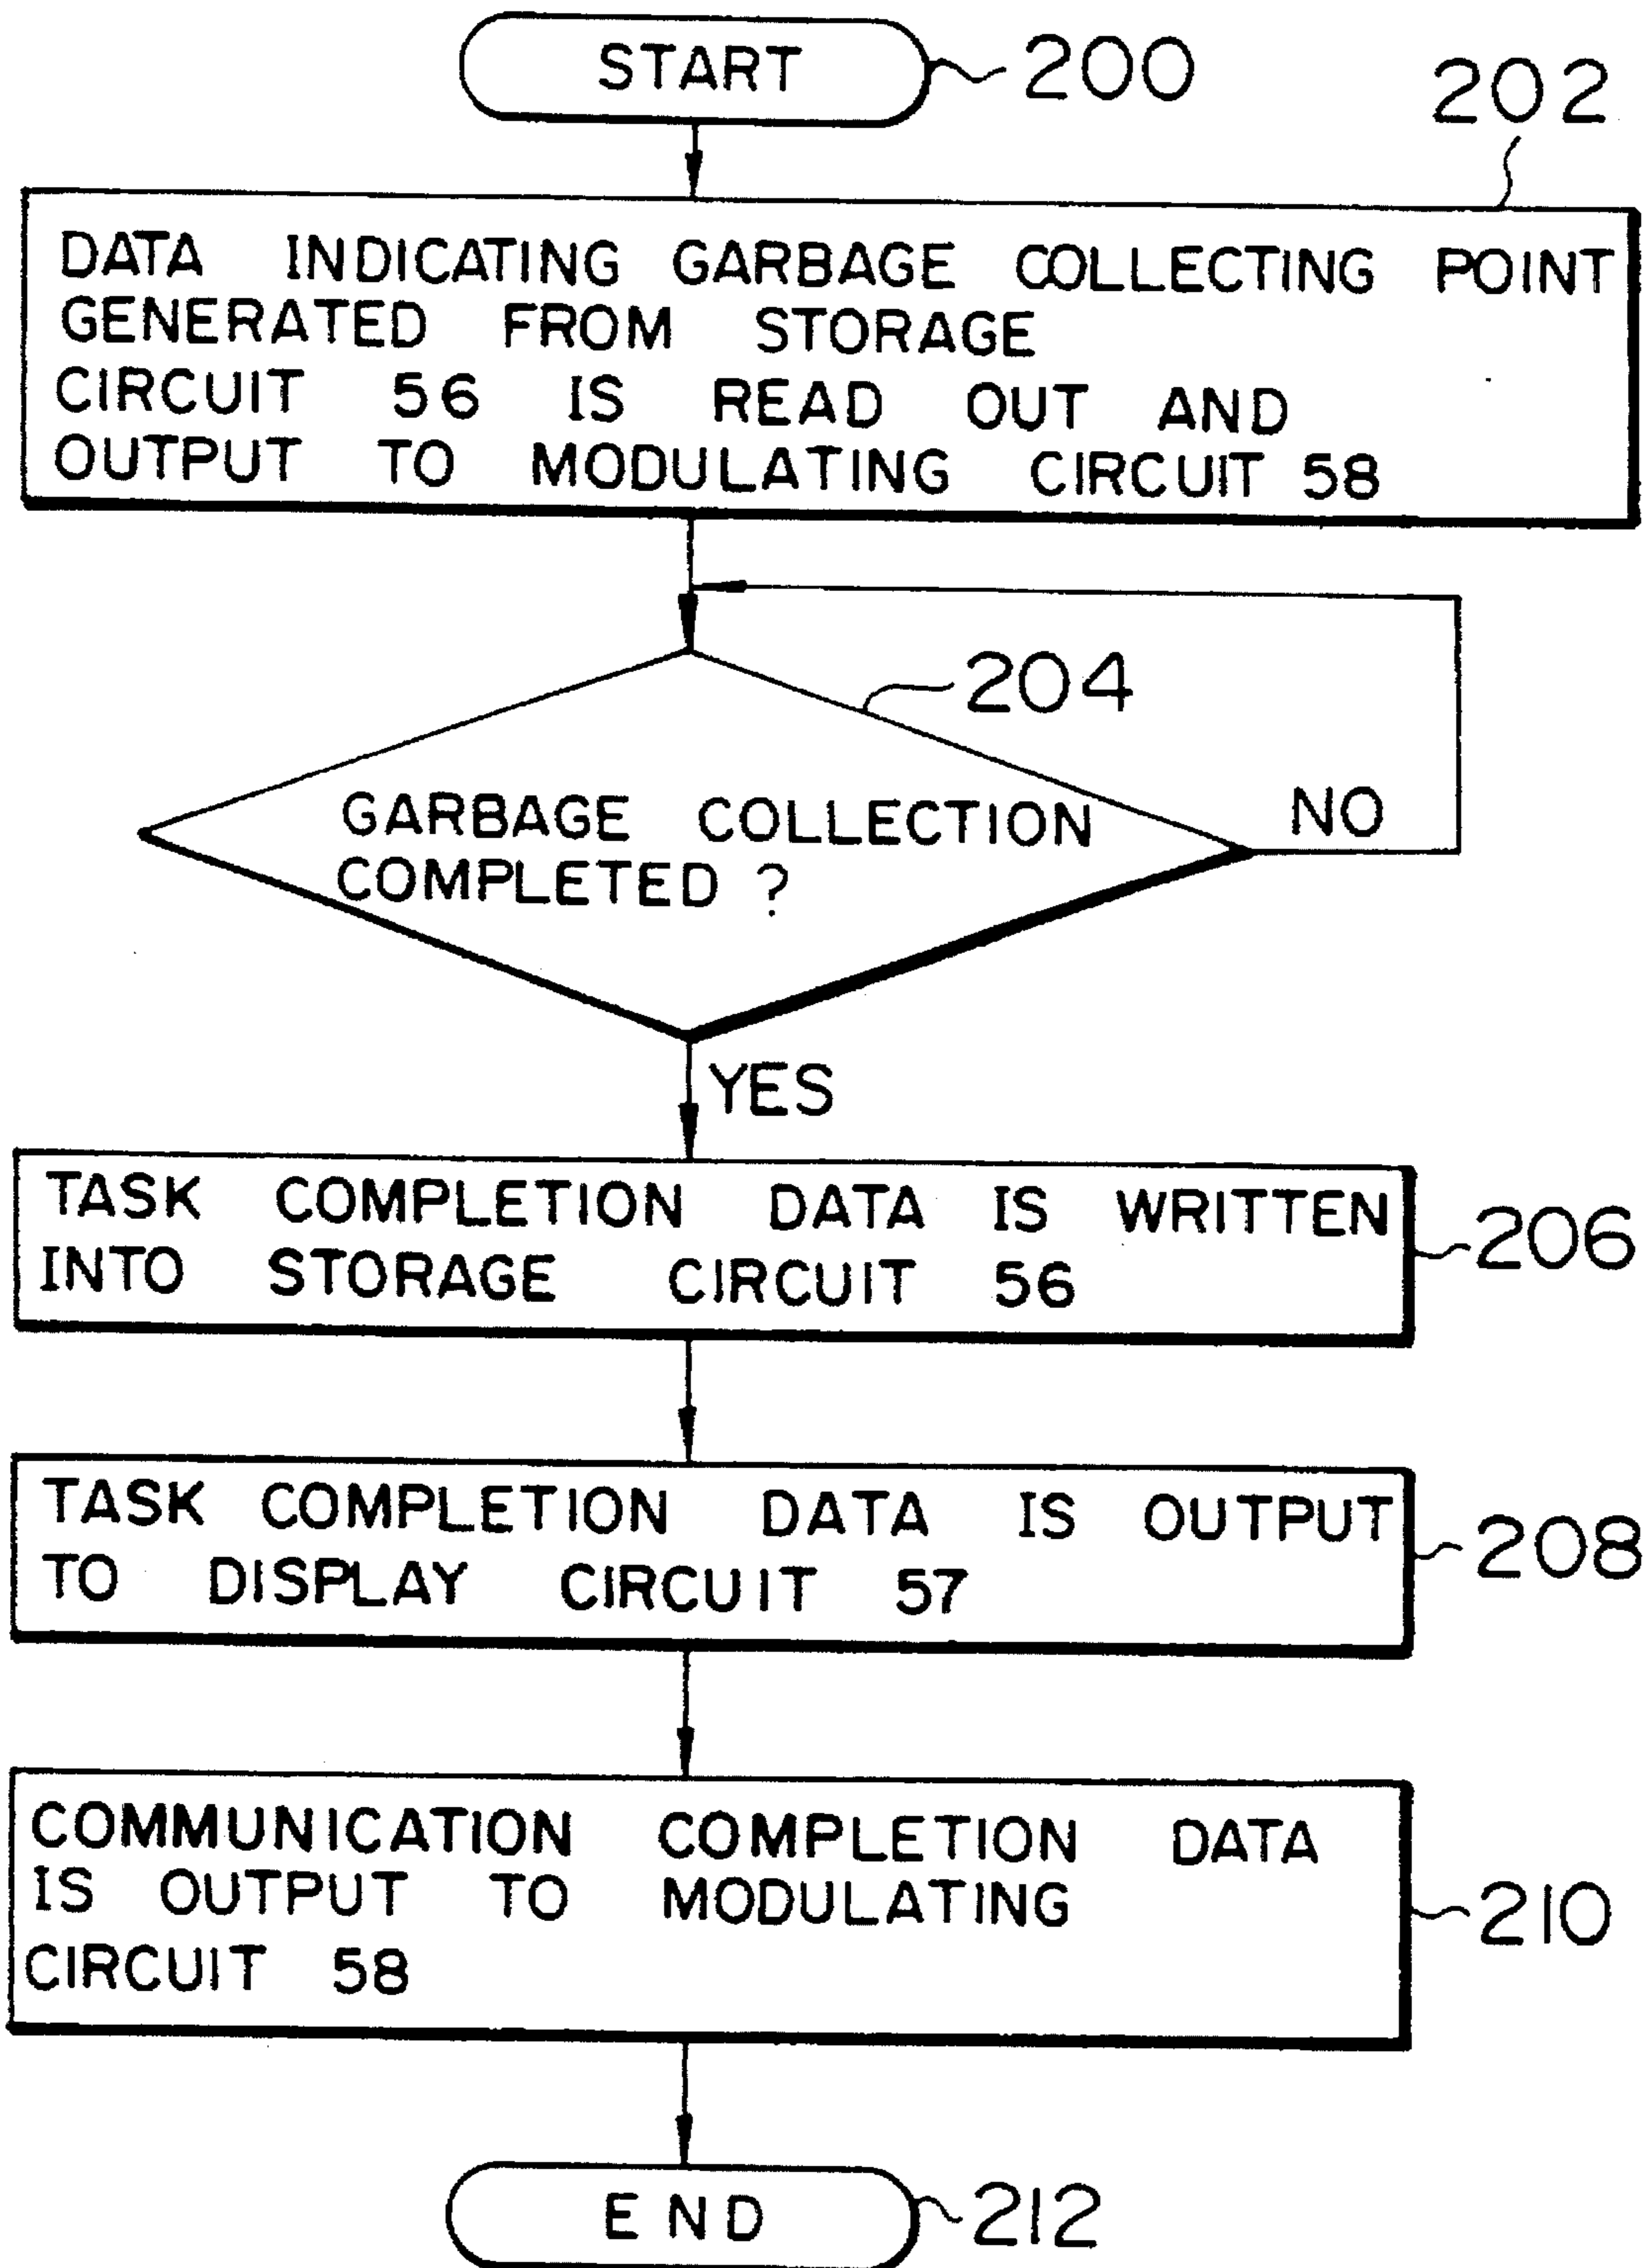 START
200
202
DATA INDICATING GARBAGE COLLECTING POINT
GENERATED FROM STORAGE
CIRCUIT 56 IS READ OUT AND
OUTPUT TO MODULATING CIRCUIT 58
204
GARBAGE COLLECTION
COMPLETED ?
NO
YES
TASK COMPLETION DATA IS WRITTEN
INTO STORAGE CIRCUIT 56
206
TASK COMPLETION DATA IS OUTPUT
TO DISPLAY CIRCUIT 57
208
COMMUNICATION COMPLETION DATA
IS OUTPUT TO MODULATING
CIRCUIT 58
210
END
212